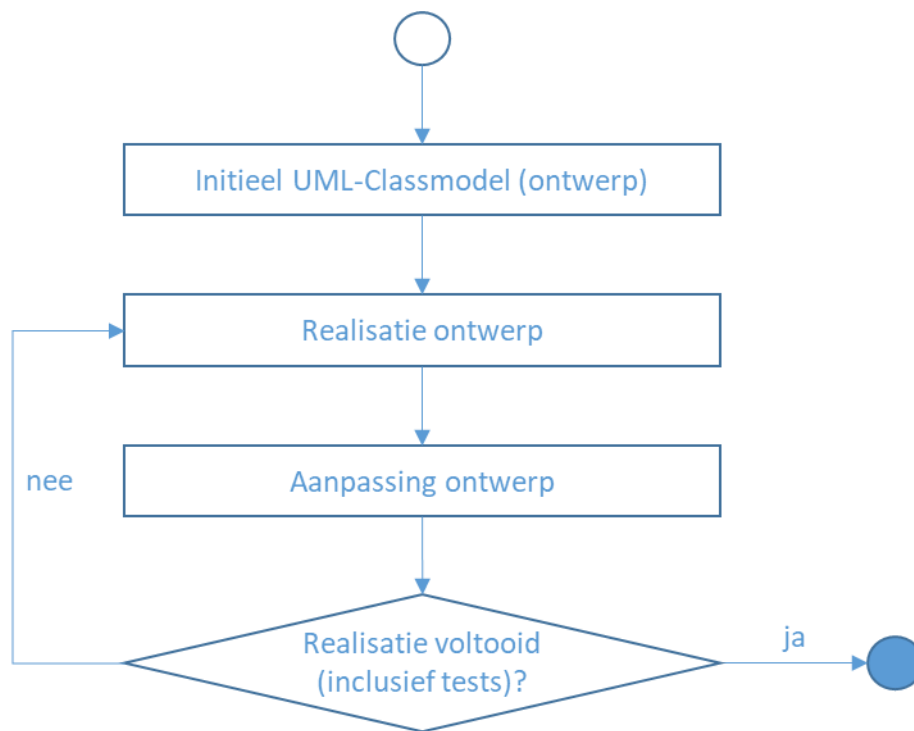 Initieel UML-Classmodel (ontwerp)
Realisatie ontwerp
Aanpassing ontwerp
nee
Realisatie voltooid
(inclusief tests)?
ja